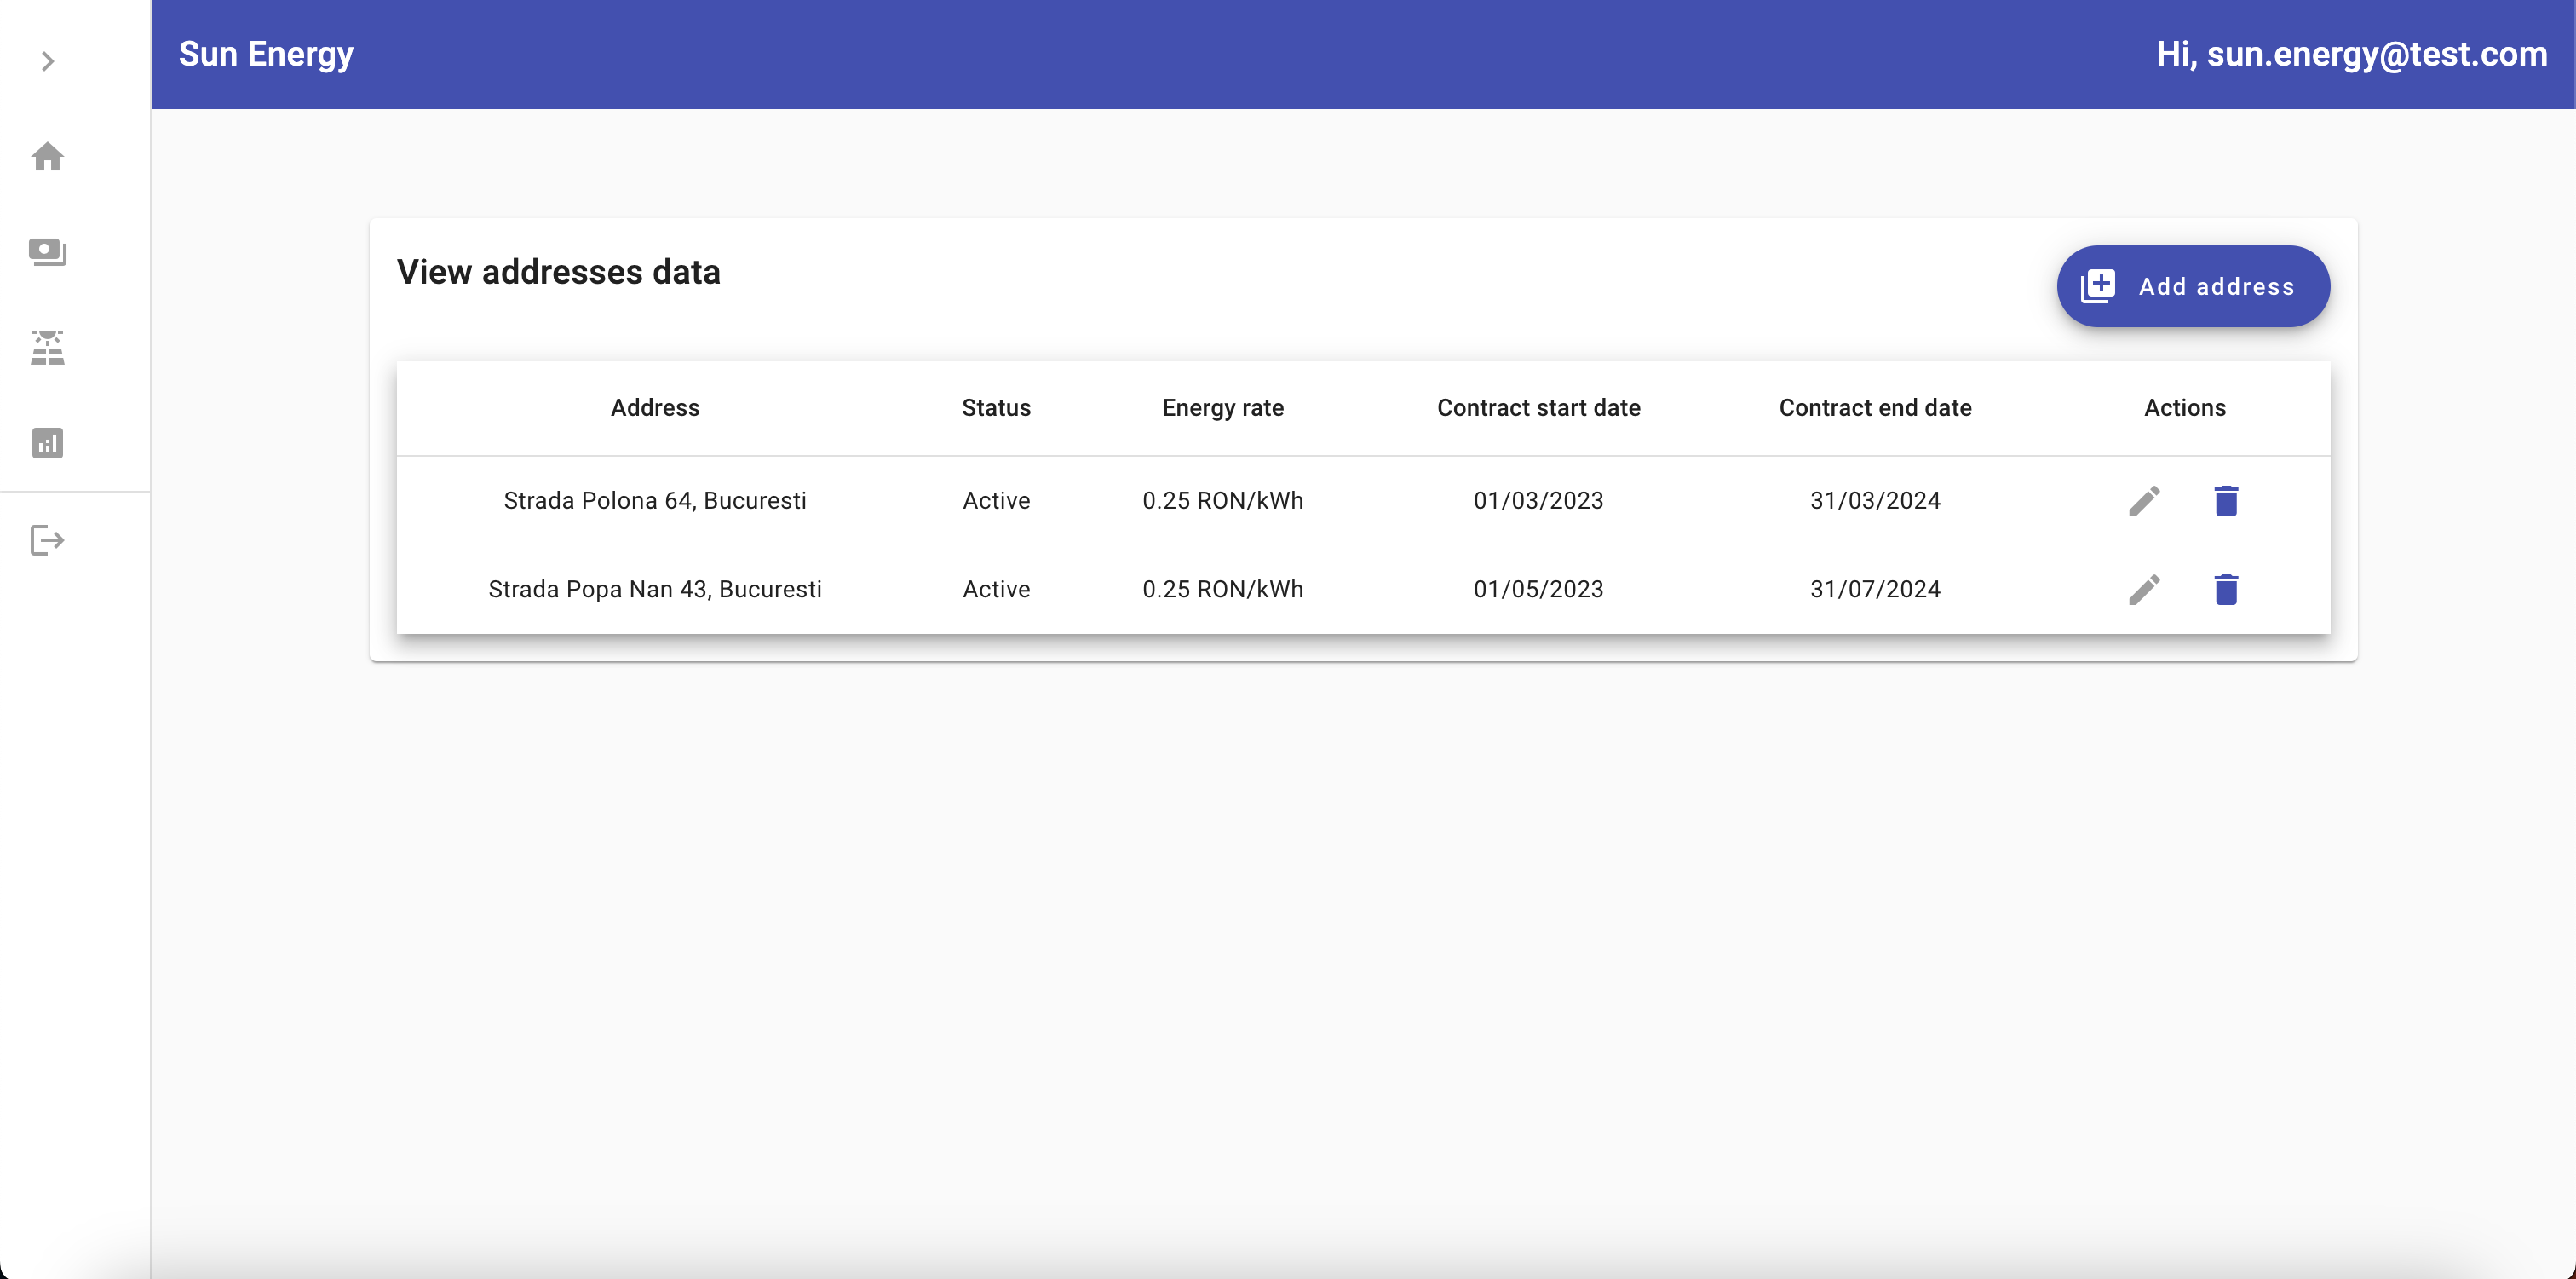 Sun Energy
Hi, sun.energy@test.com
View addresses data
Add address
Address Status Energy rate Contract start date Contract end date Actions
Strada Polona 64, Bucuresti Active 0.25 RON/kWh 01/03/2023 31/03/2024
Strada Popa Nan 43, Bucuresti Active 0.25 RON/kWh 01/05/2023 31/07/2024